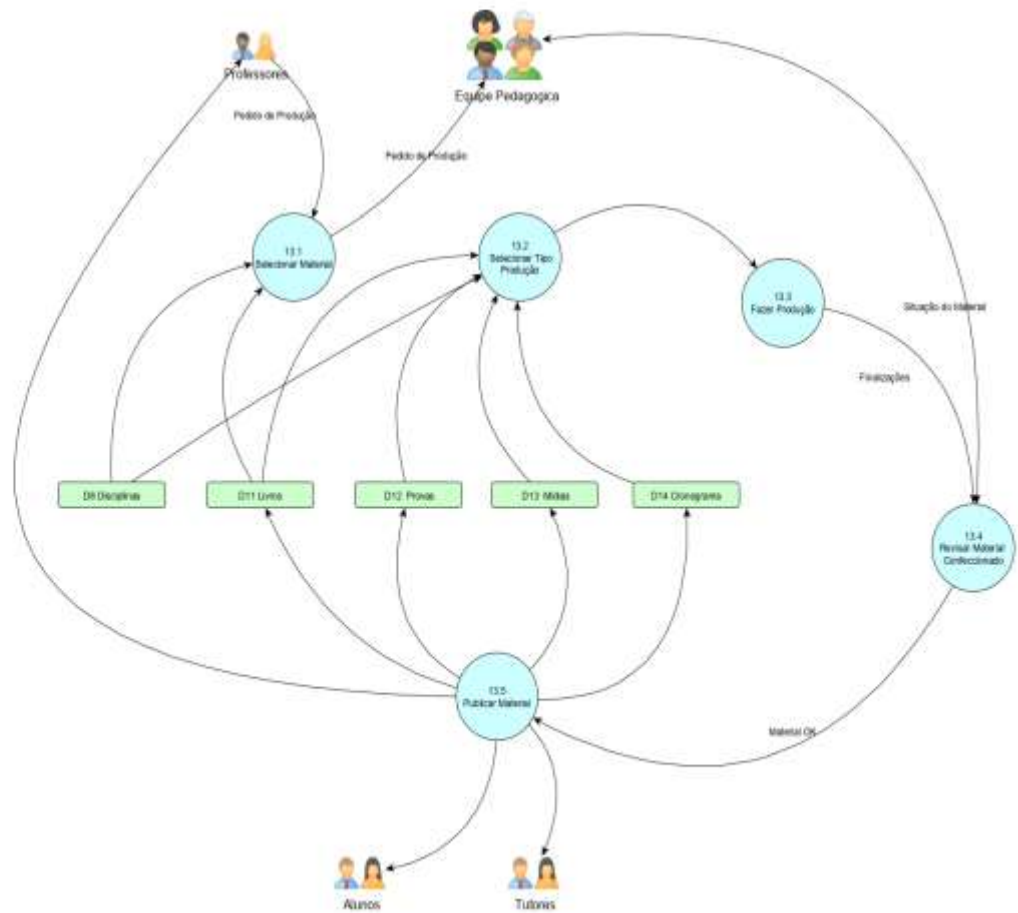 Professores
Equipe Pedagogica
Pedido de Produção
Pedido de Produção
13.1
Selecionar Material
13.2
Selecionar Tipo
Produção
13.3
Fazer Produção
Situação do Material
Finalizações
D8 Disciplinas
D11 Livros
D12 Provas
D13 Midias
D14 Cronograma
13.4
Revisar Material
Confeccionado
13.5
Publicar Material
Material OK
Alunos
Tutores